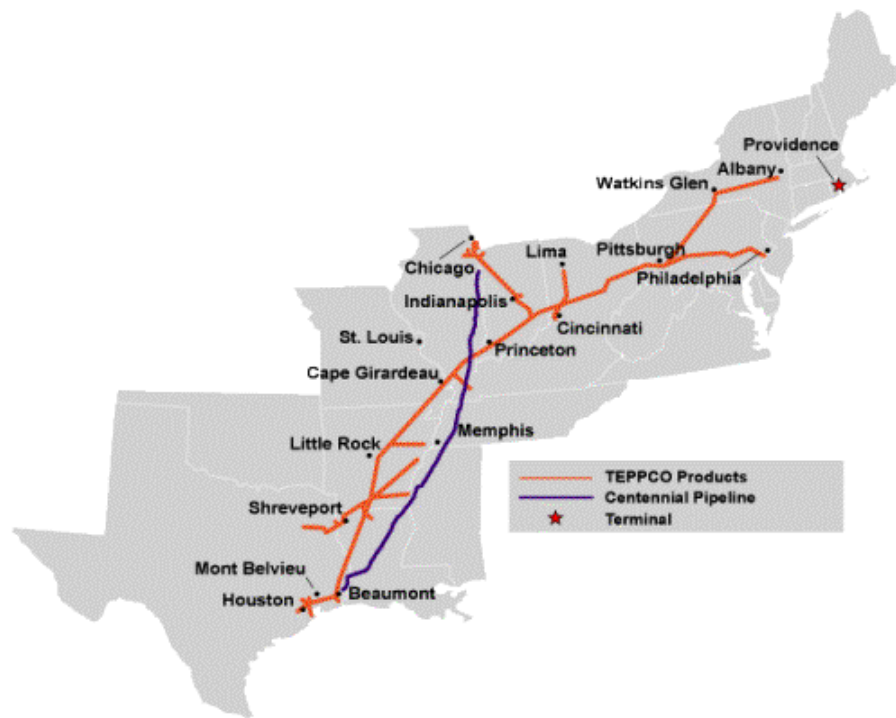 Providence
Albany
Watkins Glen
Lima
Pittsburgh
Chicago
Philadelphia
Indianapolis
Cincinnati
St. Louis
Princeton
Cape Girardeau
Memphis
Little Rock
TEPPCO Products
Centennial Pipeline
Shreveport
Terminal
Mont Belvieu
Beaumont
Houston